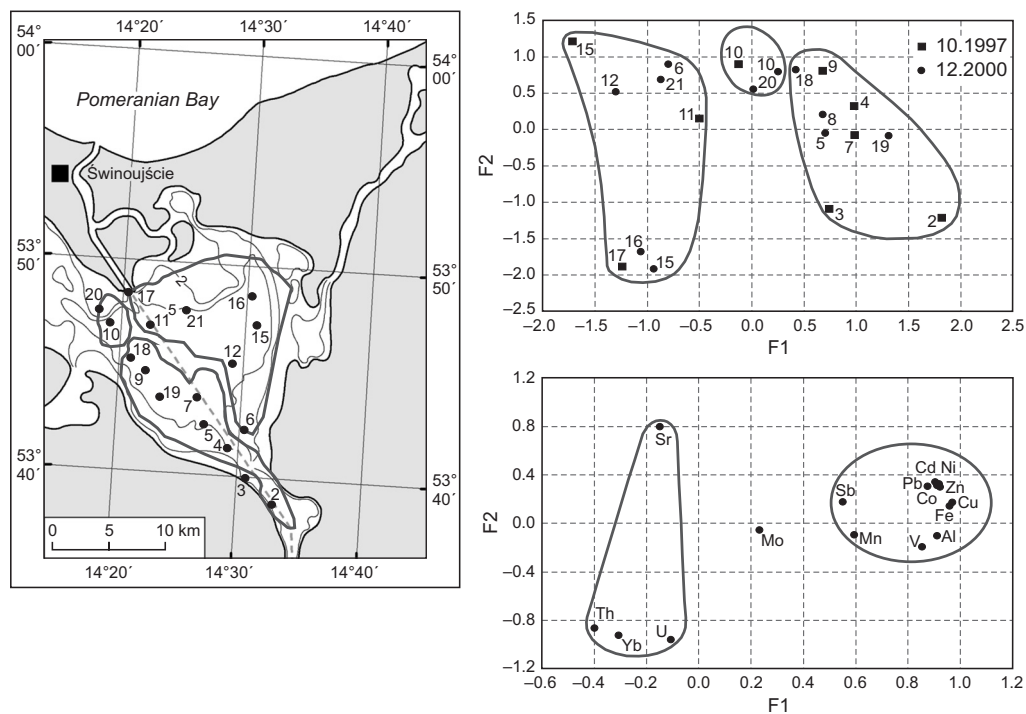 14°20´ 14°30´ 14°40´
54° 00´
54° 00´
Pomeranian Bay
Świnoujście
53° 50´
53° 50´
2
20
17
10
11
5
21
16
15
18
9
12
19
7
6
5
4
3
2
53° 40´
53° 40´
0 5 10 km
14°20´ 14°30´ 14°40´
F2
1.5
1.0
0.5
0.0
–0.5
–1.0
–1.5
–2.0
–2.5
–2.0 –1.5 –1.0 –0.5 0.0 0.5 1.0 1.5 2.0 2.5
F1
10.1997
12.2000
15
12
6
21
11
17
16
15
10
10
20
18
9
4
8
5
7
19
3
2
F2
1.2
0.8
0.4
0.0
–0.4
–0.8
–1.2
–0.6 –0.4 –0.2 0.0 0.2 0.4 0.6 0.8 1.0 1.2
F1
Sr
Th
Yb
U
Mo
Sb
Mn
Cd Ni
Pb
Zn
Co
Cu
Fe
V
Al